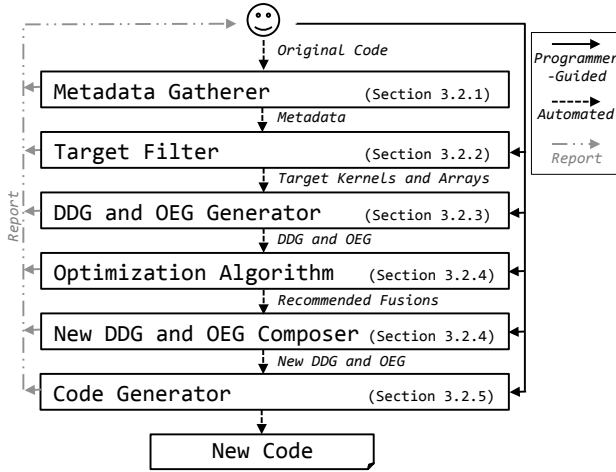 Original Code
Metadata Gatherer (Section 3.2.1)
Metadata
Target Filter (Section 3.2.2)
Target Kernels and Arrays
DDG and OEG Generator (Section 3.2.3)
DDG and OEG
Optimization Algorithm (Section 3.2.4)
Recommended Fusions
New DDG and OEG Composer (Section 3.2.4)
New DDG and OEG
Code Generator (Section 3.2.5)
New Code
Report
Programmer
-Guided
Automated
Report